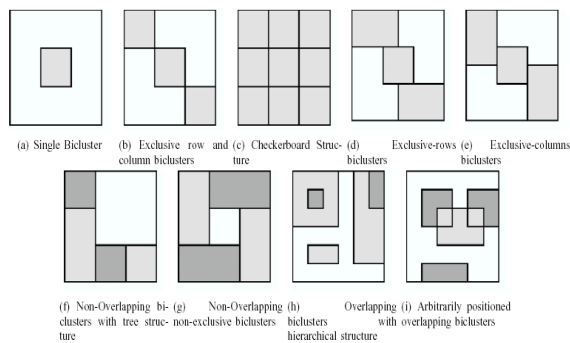 (a) Single Bicluster
(b) Exclusive row and
column biclusters
(c) Checkerboard Struc-
ture
(d) Exclusive-rows
biclusters
(e) Exclusive-columns
biclusters
(f) Non-Overlapping bi-
clusters with tree struc-
ture
(g) Non-Overlapping
non-exclusive biclusters
(h) Overlapping
biclusters with
hierarchical structure
(i) Arbitrarily positioned
overlapping biclusters